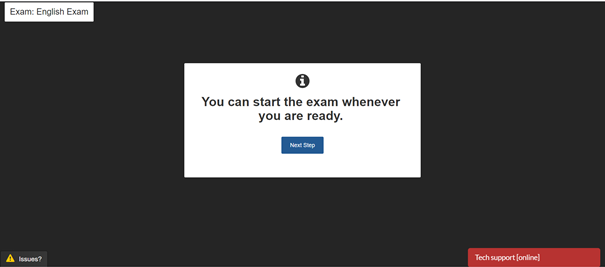 Exam: English Exam
You can start the exam whenever
you are ready.
Next Step
Issues?
Tech support [online]